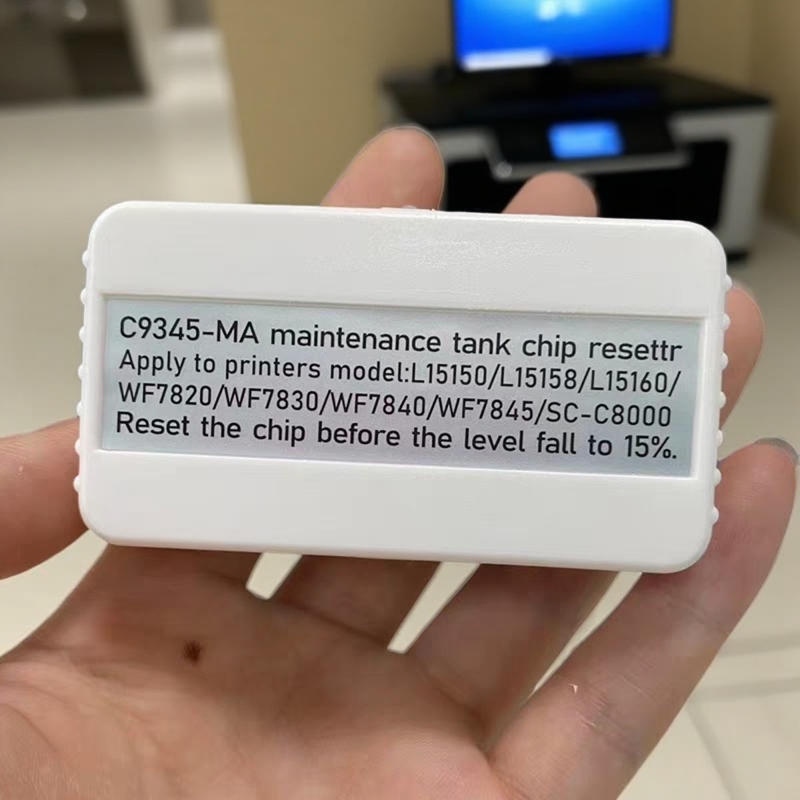 C9345-MA maintenance tank chip resettr
Apply to printers model:L15150/L15158/L15160/
WF7820/WF7830/WF7840/WF7845/SC-C8000
Reset the chip before the level fall to 15%.